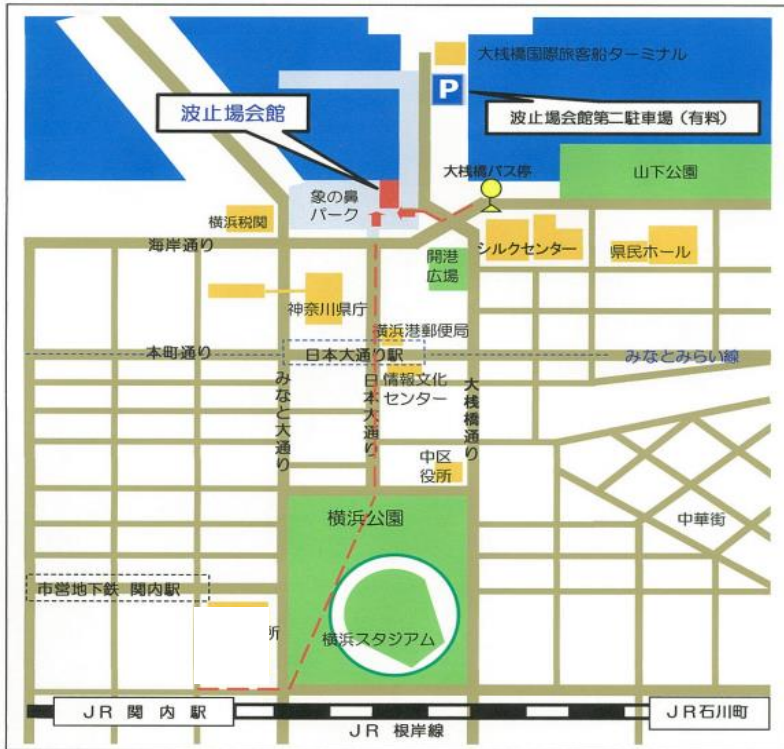 大桟橋国際旅客船ターミナル
P
波止場会館
波止場会館第二駐車場（有料）
大桟橋バス停
山下公園
象の鼻
パーク
横浜税関
海岸通り
シルクセンター
県民ホール
開港
広場
神奈川県庁
横浜港郵便局
本町通り
日本大通り駅
みなとみらい線
情報文化
センター
みなと大通り
日本大通り
大桟橋通り
中区
役所
横浜公園
中華街
市営地下鉄 関内駅
所
横浜スタジアム
JR 関内駅
JR石川町
JR 根岸線